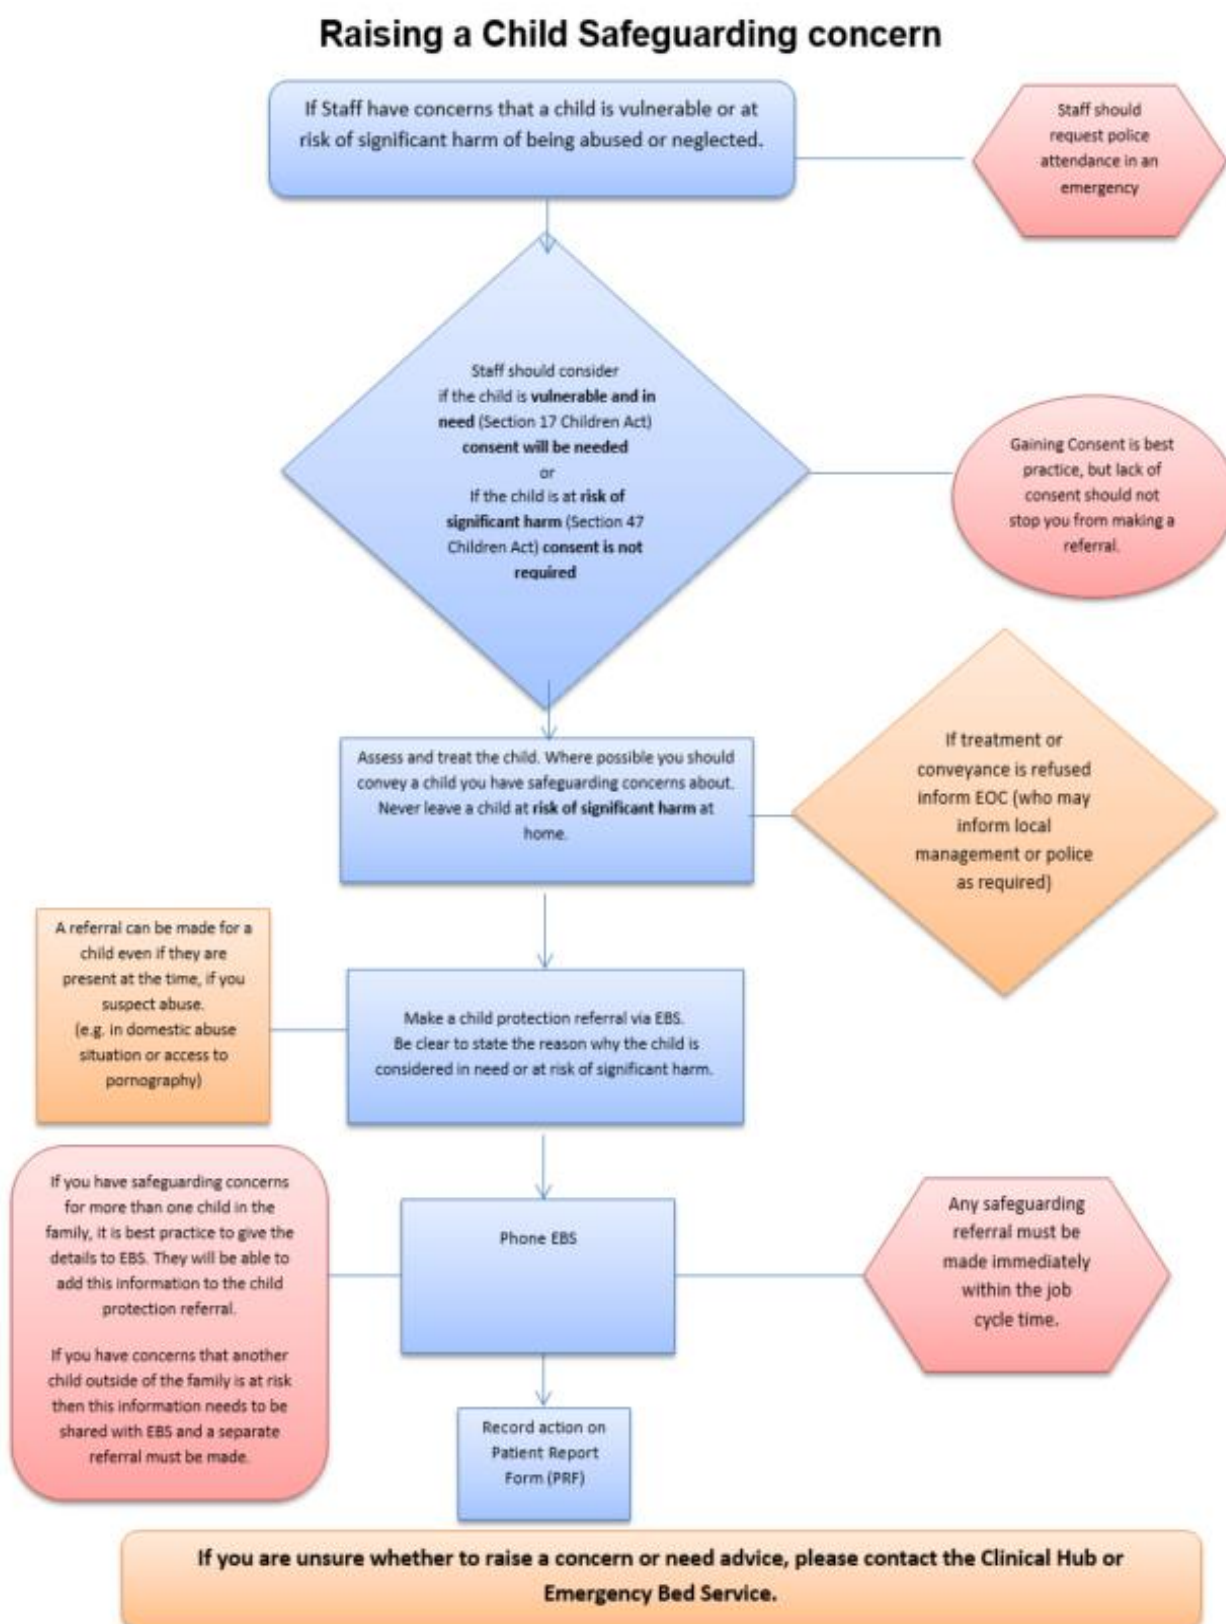 Raising a Child Safeguarding concern
If Staff have concerns that a child is vulnerable or at
risk of significant harm of being abused or neglected.
Staff should
request police
attendance in an
emergency
Staff should consider
if the child is vulnerable and in
need (Section 17 Children Act)
consent will be needed
or
If the child is at risk of
significant harm (Section 47
Children Act) consent is not
required
Gaining Consent is best
practice, but lack of
consent should not
stop you from making a
referral.
Assess and treat the child. Where possible you should
convey a child you have safeguarding concerns about.
Never leave a child at risk of significant harm at
home.
If treatment or
conveyance is refused
inform EOC (who may
inform local
management or police
as required)
A referral can be made for a
child even if they are
present at the time, if you
suspect abuse.
(e.g. in domestic abuse
situation or access to
pornography)
Make a child protection referral via EBS.
Be clear to state the reason why the child is
considered in need or at risk of significant harm.
If you have safeguarding concerns
for more than one child in the
family, it is best practice to give the
details to EBS. They will be able to
add this information to the child
protection referral.
If you have concerns that another
child outside of the family is at risk
then this information needs to be
shared with EBS and a separate
referral must be made.
Phone EBS
Any safeguarding
referral must be
made immediately
within the job
cycle time.
Record action on
Patient Report
Form (PRF)
If you are unsure whether to raise a concern or need advice, please contact the Clinical Hub or
Emergency Bed Service.